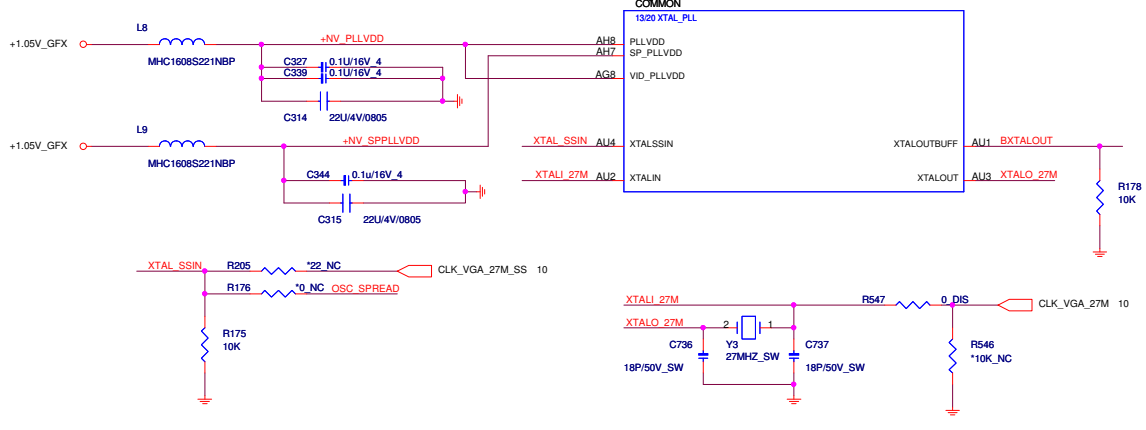 COMMON
13/20 XTAL_PLL
L8
+1.05V_GFX
MHC1608S221NBP
+NV_PLLVDD
C327 0.1U/16V_4
C339 0.1U/16V_4
C314 22U/4V/0805
AH8 PLLVDD
AH7 SP_PLLVDD
AG8 VID_PLLVDD
L9
+1.05V_GFX
MHC1608S221NBP
+NV_SPPLLVDD
C344 0.1u/16V_4
C315 22U/4V/0805
XTAL_SSIN AU4 XTALSSIN
XTALI_27M AU2 XTALIN
XTALOUTBUFF AU1 BXTALOUT
XTALOUT AU3 XTALO_27M
R178
10K
XTAL_SSIN
R205 *22_NC
CLK_VGA_27M_SS 10
R176 *0_NC OSC_SPREAD
R175
10K
XTALI_27M
R547 0_DIS
CLK_VGA_27M 10
XTALO_27M
2 1
C736
18P/50V_SW
Y3
27MHZ_SW
C737
18P/50V_SW
R546
*10K_NC